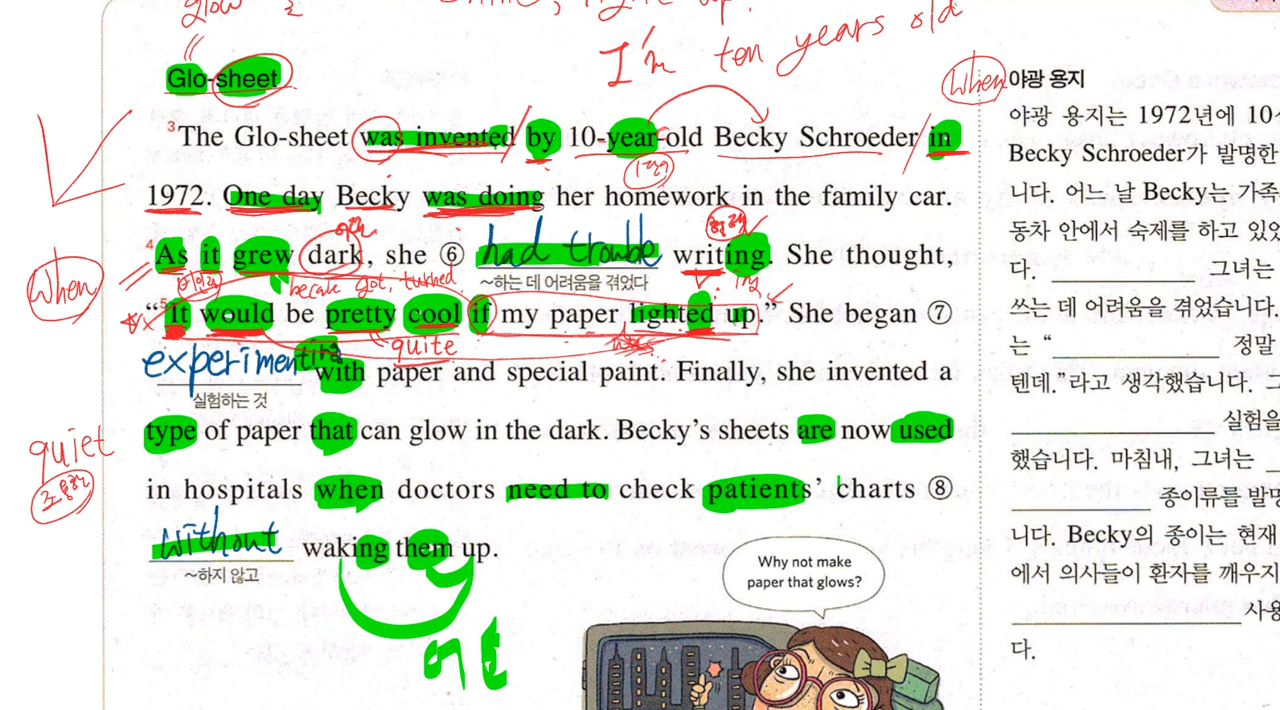 I'm ten years old
Glo-sheet
when
야광 용지
³The Glo-sheet was invented by 10-year-old Becky Schroeder in
1972. One day Becky was doing her homework in the family car.
⁴As it grew dark, she ⑥ had trouble writing. She thought,
~하는 데 어려움을 겪었다
when
“⁵It would be pretty cool if my paper lighted up.” She began ⑦
quite
experimenting with paper and special paint. Finally, she invented a
실험하는 것
type of paper that can glow in the dark. Becky’s sheets are now used
quiet
in hospitals when doctors need to check patients’ charts ⑧
without waking them up.
~하지 않고
어순
Why not make
paper that glows?
야광 용지는 1972년에 10-
Becky Schroeder가 발명한
니다. 어느 날 Becky는 가족
동차 안에서 숙제를 하고 있었
다. 그녀는
쓰는 데 어려움을 겪었습니다.
는 “ 정말
텐데.”라고 생각했습니다. 그
실험을
했습니다. 마침내, 그녀는
종이류를 발명
니다. Becky의 종이는 현재
에서 의사들이 환자를 깨우지
사용
다.